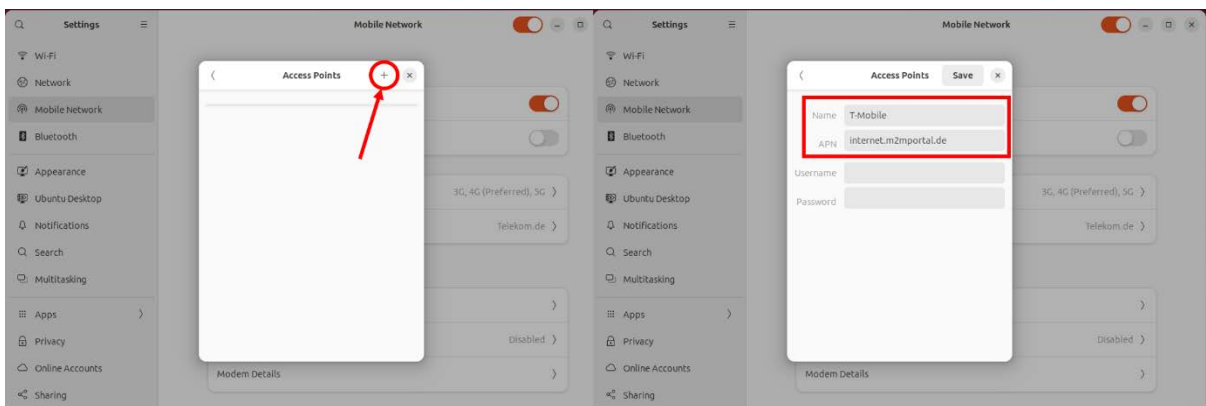 Settings
Mobile Network
Wi-Fi
Network
Mobile Network
Bluetooth
Appearance
Ubuntu Desktop
Notifications
Search
Multitasking
Apps
Privacy
Online Accounts
Sharing
Access Points
3G, 4G (Preferred), 5G
Telekom.de
Disabled
Modem Details
Settings
Mobile Network
Wi-Fi
Network
Mobile Network
Bluetooth
Appearance
Ubuntu Desktop
Notifications
Search
Multitasking
Apps
Privacy
Online Accounts
Sharing
Access Points Save
Name T-Mobile
APN internet.m2mportal.de
Username
Password
3G, 4G (Preferred), 5G
Telekom.de
Disabled
Modem Details